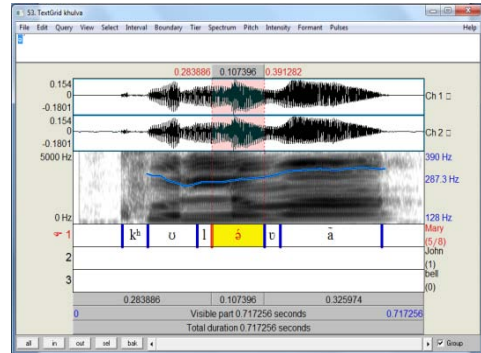 53. TextGrid khulva
File Edit Query View Select Interval Boundary Tier Spectrum Pitch Intensity Formant Pulses Help
0.283886 0.107396 0.391282
0.154
0
-0.1801
Ch 1
0.154
0
-0.1801
Ch 2
5000 Hz
390 Hz
287.3 Hz
0 Hz
128 Hz
1 kʰ ʊ l ə́ ʋ ã Mary
(5/8)
2 John
(1)
3 bell
(0)
0.283886 0.107396 0.325974
0 Visible part 0.717256 seconds 0.717256
Total duration 0.717256 seconds
all in out sel bak Group